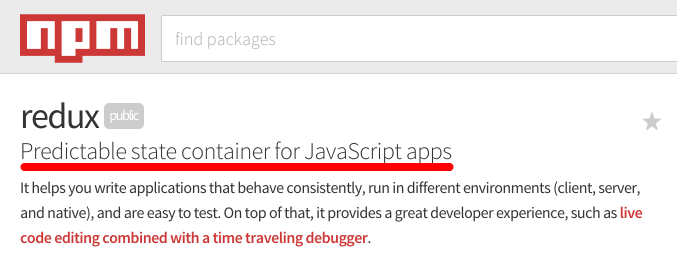 npm
find packages
redux public
Predictable state container for JavaScript apps
It helps you write applications that behave consistently, run in different environments (client, server,
and native), and are easy to test. On top of that, it provides a great developer experience, such as live
code editing combined with a time traveling debugger.